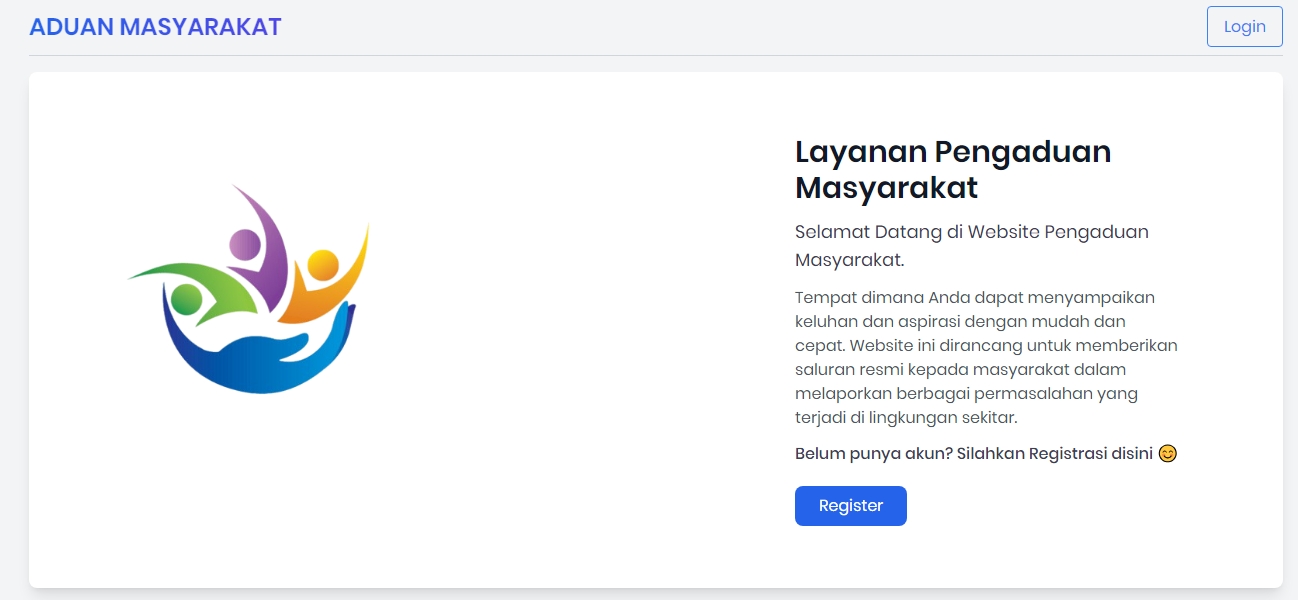 ADUAN MASYARAKAT
Login
Layanan Pengaduan
Masyarakat
Selamat Datang di Website Pengaduan
Masyarakat.
Tempat dimana Anda dapat menyampaikan
keluhan dan aspirasi dengan mudah dan
cepat. Website ini dirancang untuk memberikan
saluran resmi kepada masyarakat dalam
melaporkan berbagai permasalahan yang
terjadi di lingkungan sekitar.
Belum punya akun? Silahkan Registrasi disini 😊
Register